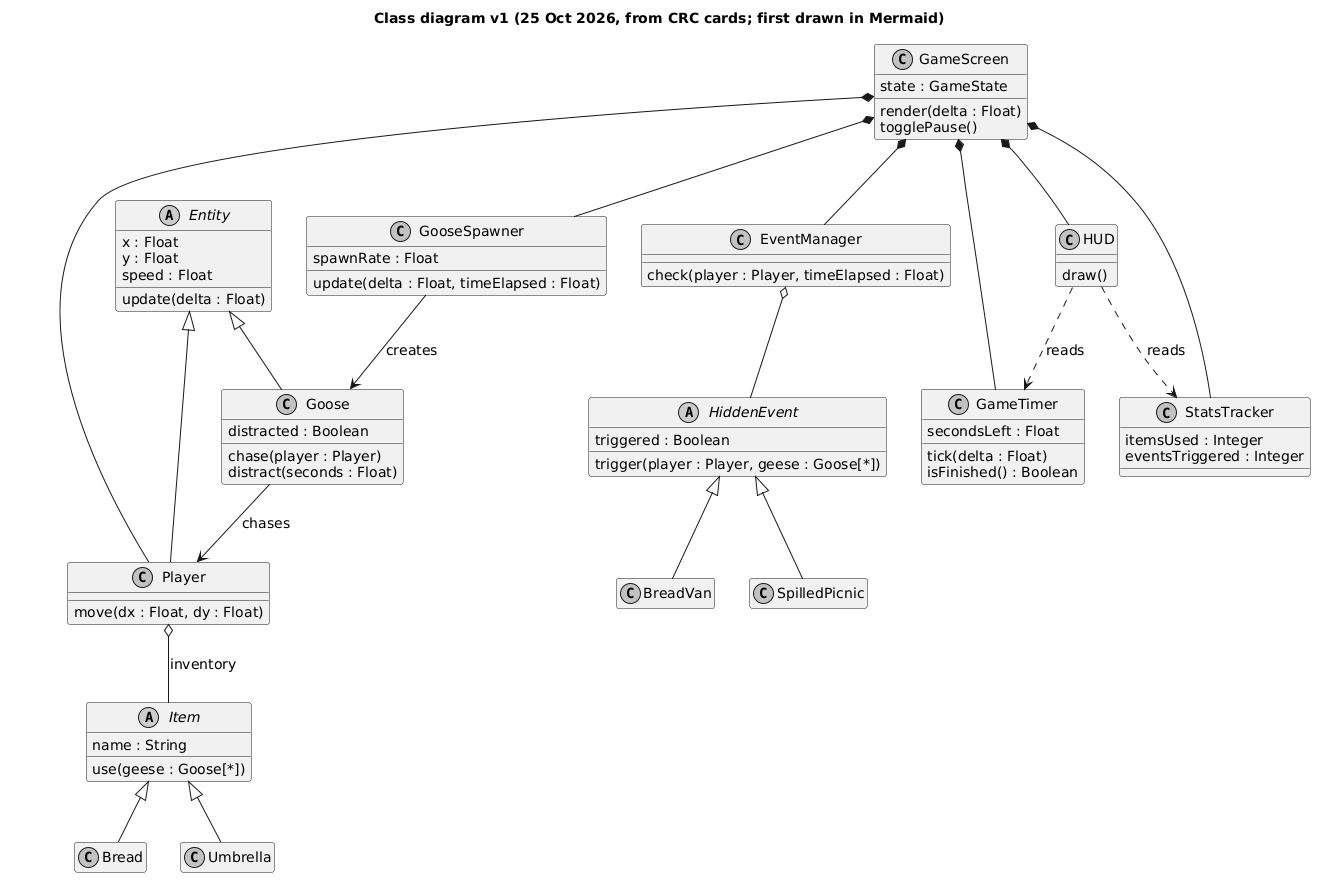 Class diagram v1 (25 Oct 2026, from CRC cards; first drawn in Mermaid)
C GameScreen
state : GameState
render(delta : Float)
togglePause()
A Entity
x : Float
y : Float
speed : Float
update(delta : Float)
C GooseSpawner
spawnRate : Float
update(delta : Float, timeElapsed : Float)
C EventManager
check(player : Player, timeElapsed : Float)
C HUD
draw()
creates
reads
reads
C Goose
distracted : Boolean
chase(player : Player)
distract(seconds : Float)
A HiddenEvent
triggered : Boolean
trigger(player : Player, geese : Goose[*])
C GameTimer
secondsLeft : Float
tick(delta : Float)
isFinished() : Boolean
C StatsTracker
itemsUsed : Integer
eventsTriggered : Integer
chases
C Player
move(dx : Float, dy : Float)
C BreadVan
C SpilledPicnic
inventory
A Item
name : String
use(geese : Goose[*])
C Bread
C Umbrella